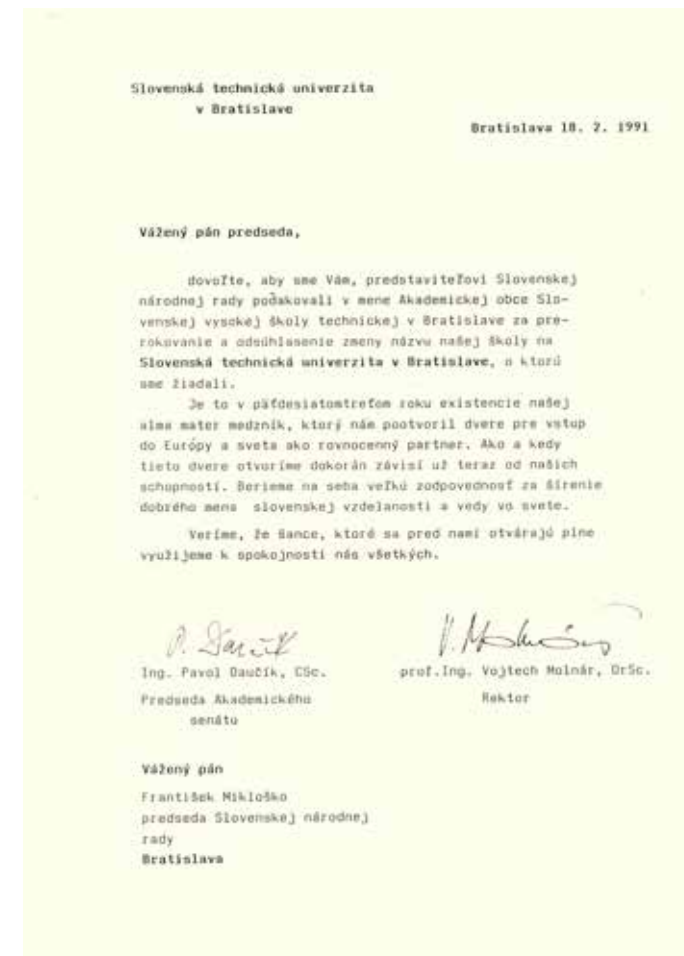 Slovenská technická univerzita
v Bratislave
Bratislava 18. 2. 1991
Vážený pán predseda,
dovoľte, aby sme Vám, predstaviteľovi Slovenskej
národnej rady poďakovali v mene Akademickej obce Slo-
venskej vysokej školy technickej v Bratislave za pre-
rokovanie a odsúhlasenie zmeny názvu našej školy na
Slovenská technická univerzita v Bratislave, o ktorú
sme žiadali.
Je to v päťdesiatomtreťom roku existencie našej
alma mater medzník, ktorý nám pootvoril dvere pre vstup
do Európy a sveta ako rovnocenný partner. Ako a kedy
tieto dvere otvoríme dokorán závisí už teraz od našich
schopností. Berieme na seba veľkú zodpovednosť za šírenie
dobrého mena slovenskej vzdelanosti a vedy vo svete.
Veríme, že šance, ktoré sa pred nami otvárajú plne
využijeme k spokojnosti nás všetkých.
Ing. Pavol Daučík, CSc.
prof.Ing. Vojtech Molnár, DrSc.
Predseda Akademického
senátu
Rektor
Vážený pán
František Mikloško
predseda Slovenskej národnej
rady
Bratislava